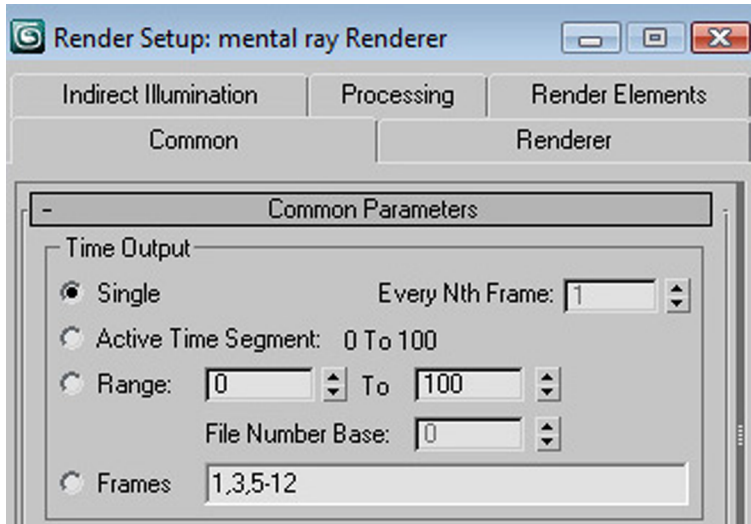 Render Setup: mental ray Renderer
Indirect Illumination Processing Render Elements
Common Renderer
- Common Parameters
Time Output
Single Every Nth Frame: 1
Active Time Segment: 0 To 100
Range: 0 To 100
File Number Base: 0
Frames 1,3,5-12